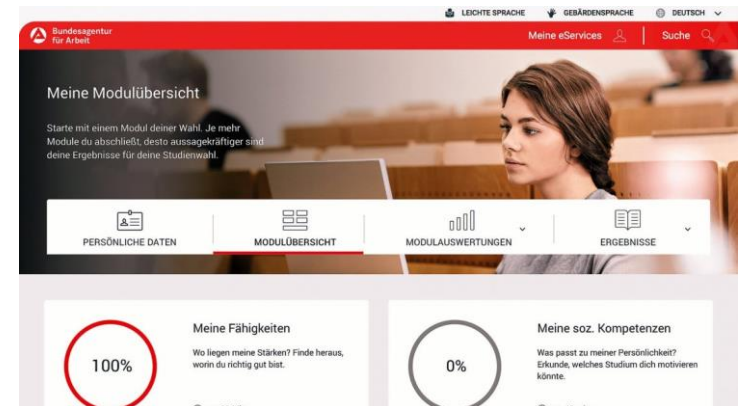 LEICHTE SPRACHE GEBÄRDENSPRACHE DEUTSCH
Bundesagentur
für Arbeit
Meine eServices Suche
Meine Modulübersicht
Starte mit einem Modul deiner Wahl. Je mehr
Module du abschließt, desto aussagekräftiger sind
deine Ergebnisse für deine Studienwahl.
PERSÖNLICHE DATEN MODULÜBERSICHT MODULAUSWERTUNGEN ERGEBNISSE
Meine Fähigkeiten
Wo liegen meine Stärken? Finde heraus,
worin du richtig gut bist.
100%
Meine soz. Kompetenzen
Was passt zu meiner Persönlichkeit?
Erkunde, welches Studium dich motivieren
könnte.
0%